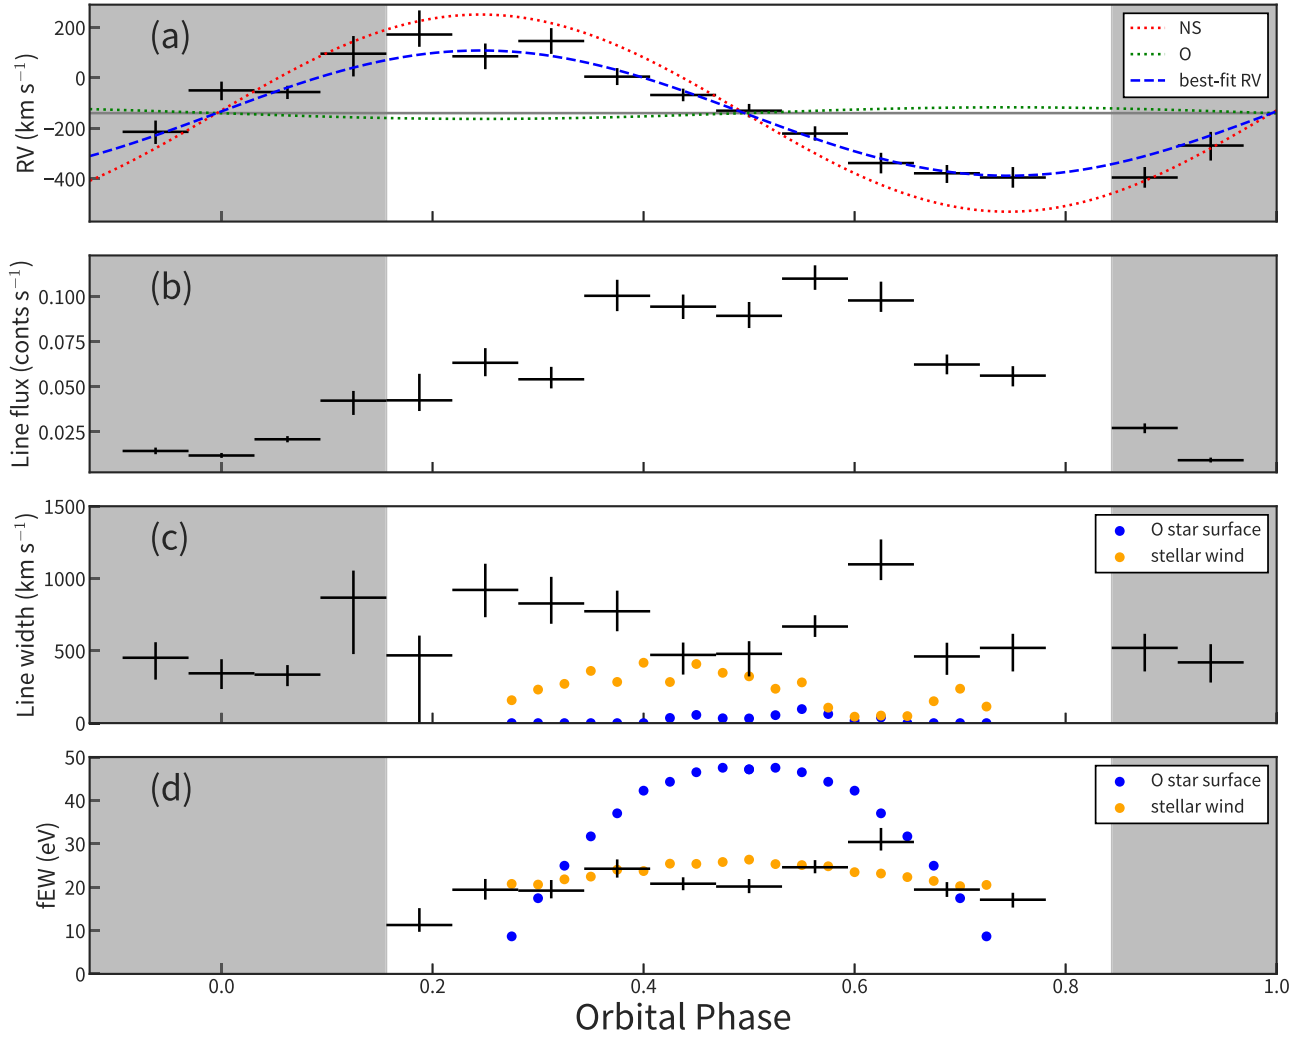 (a)
RV (km s⁻¹)
200
0
−200
−400
NS
O
best-fit RV
(b)
Line flux (conts s⁻¹)
0.100
0.075
0.050
0.025
(c)
Line width (km s⁻¹)
1500
1000
500
0
O star surface
stellar wind
(d)
fEW (eV)
50
40
30
20
10
0
O star surface
stellar wind
0.0 0.2 0.4 0.6 0.8 1.0
Orbital Phase